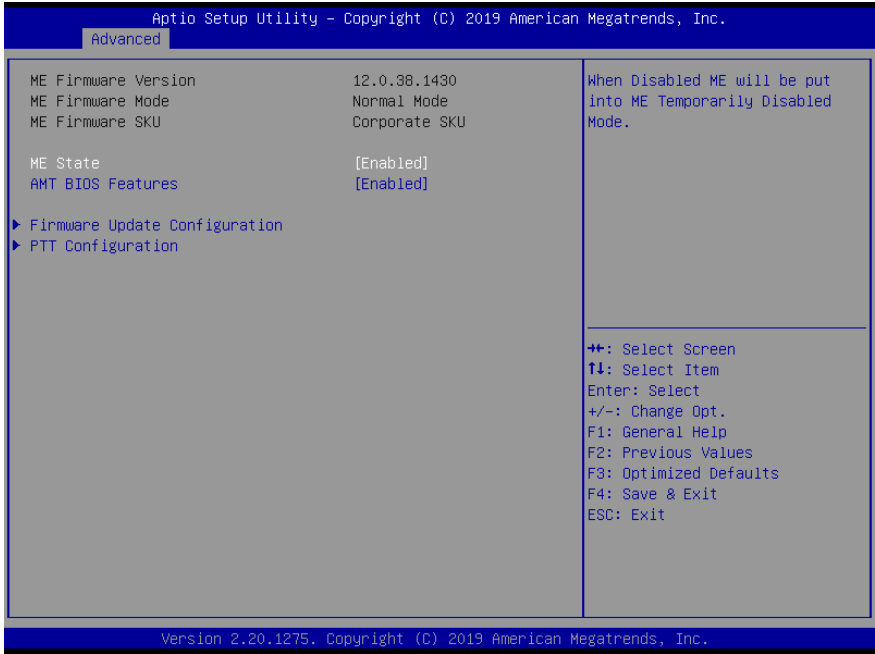 Aptio Setup Utility – Copyright (C) 2019 American Megatrends, Inc.
Advanced
ME Firmware Version 12.0.38.1430
ME Firmware Mode Normal Mode
ME Firmware SKU Corporate SKU
ME State [Enabled]
AMT BIOS Features [Enabled]
Firmware Update Configuration
PTT Configuration
When Disabled ME will be put
into ME Temporarily Disabled
Mode.
→←: Select Screen
↑↓: Select Item
Enter: Select
+/-: Change Opt.
F1: General Help
F2: Previous Values
F3: Optimized Defaults
F4: Save & Exit
ESC: Exit
Version 2.20.1275. Copyright (C) 2019 American Megatrends, Inc.